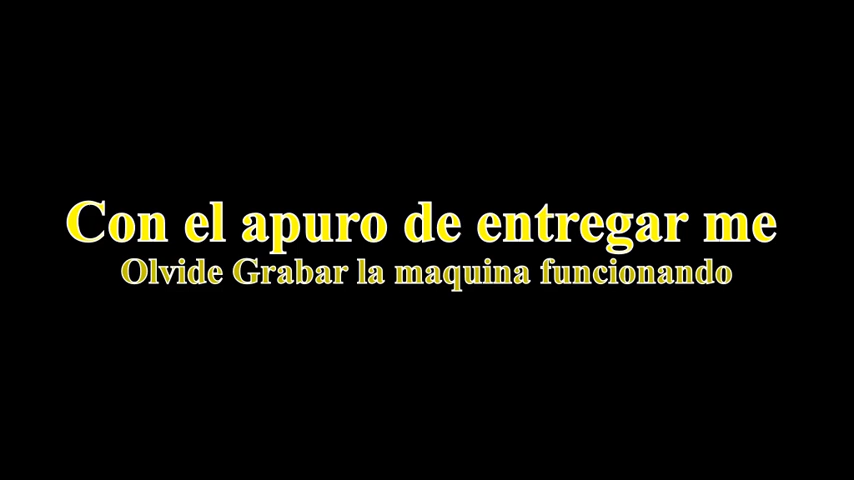 Con el apuro de entregar me
Olvide Grabar la maquina funcionando